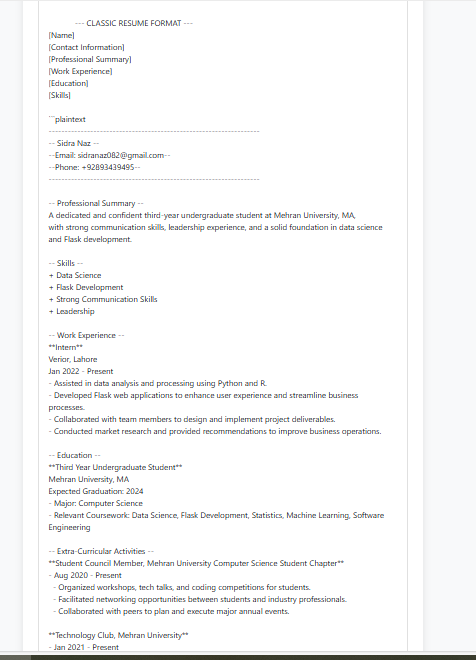 --- CLASSIC RESUME FORMAT ---
[Name]
[Contact Information]
[Professional Summary]
[Work Experience]
[Education]
[Skills]
```plaintext
----------------------------------------------------------------
-- Sidra Naz --
--Email: sidranaz082@gmail.com--
--Phone: +92893439495--
----------------------------------------------------------------
-- Professional Summary --
A dedicated and confident third-year undergraduate student at Mehran University, MA,
with strong communication skills, leadership experience, and a solid foundation in data science
and Flask development.
-- Skills --
+ Data Science
+ Flask Development
+ Strong Communication Skills
+ Leadership
-- Work Experience --
**Intern**
Verior, Lahore
Jan 2022 - Present
- Assisted in data analysis and processing using Python and R.
- Developed Flask web applications to enhance user experience and streamline business
processes.
- Collaborated with team members to design and implement project deliverables.
- Conducted market research and provided recommendations to improve business operations.
-- Education --
**Third Year Undergraduate Student**
Mehran University, MA
Expected Graduation: 2024
- Major: Computer Science
- Relevant Coursework: Data Science, Flask Development, Statistics, Machine Learning, Software
Engineering
-- Extra-Curricular Activities --
**Student Council Member, Mehran University Computer Science Student Chapter**
- Aug 2020 - Present
- Organized workshops, tech talks, and coding competitions for students.
- Facilitated networking opportunities between students and industry professionals.
- Collaborated with peers to plan and execute major annual events.
**Technology Club, Mehran University**
- Jan 2021 - Present